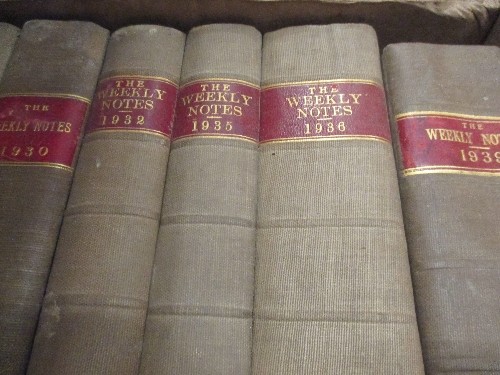 THE
WEEKLY NOTES
1930
THE
WEEKLY
NOTES
1932
THE
WEEKLY
NOTES
1935
THE
WEEKLY
NOTES
1936
THE
WEEKLY NOTES
1939